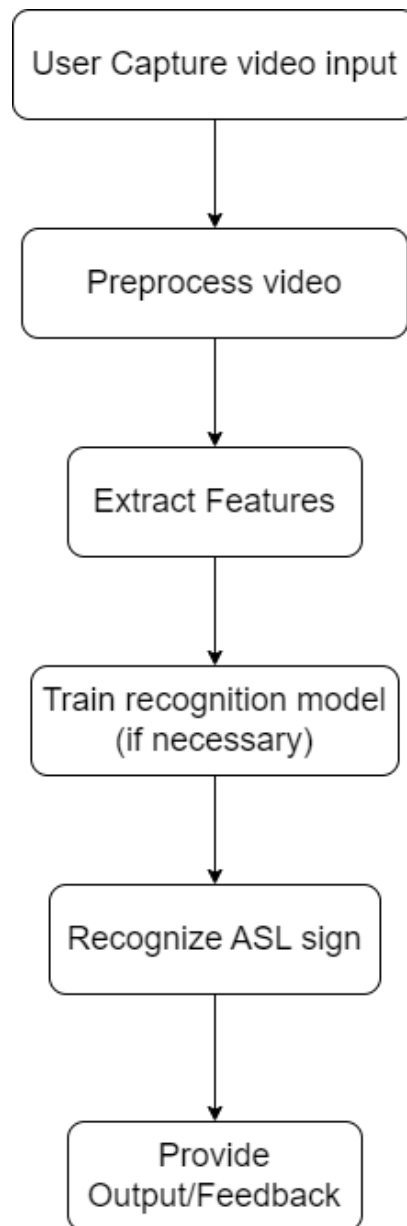 User Capture video input
Preprocess video
Extract Features
Train recognition model
(if necessary)
Recognize ASL sign
Provide
Output/Feedback